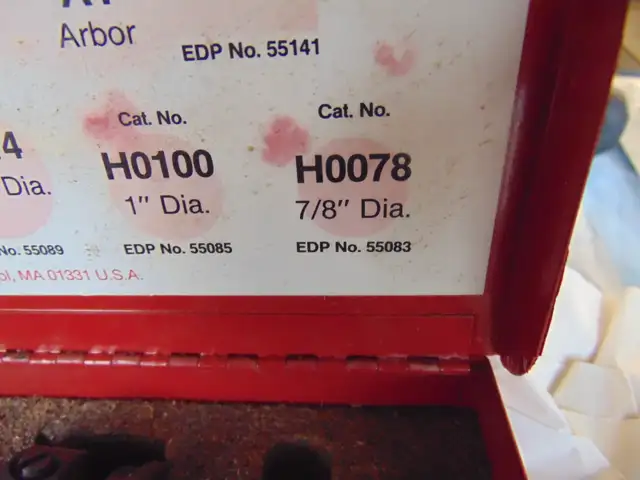 Arbor
EDP No. 55141
Cat. No.
Cat. No.
4
H0100
H0078
Dia.
1" Dia.
7/8" Dia.
No. 55089
EDP No. 55085
EDP No. 55083
MA 01331 U.S.A.